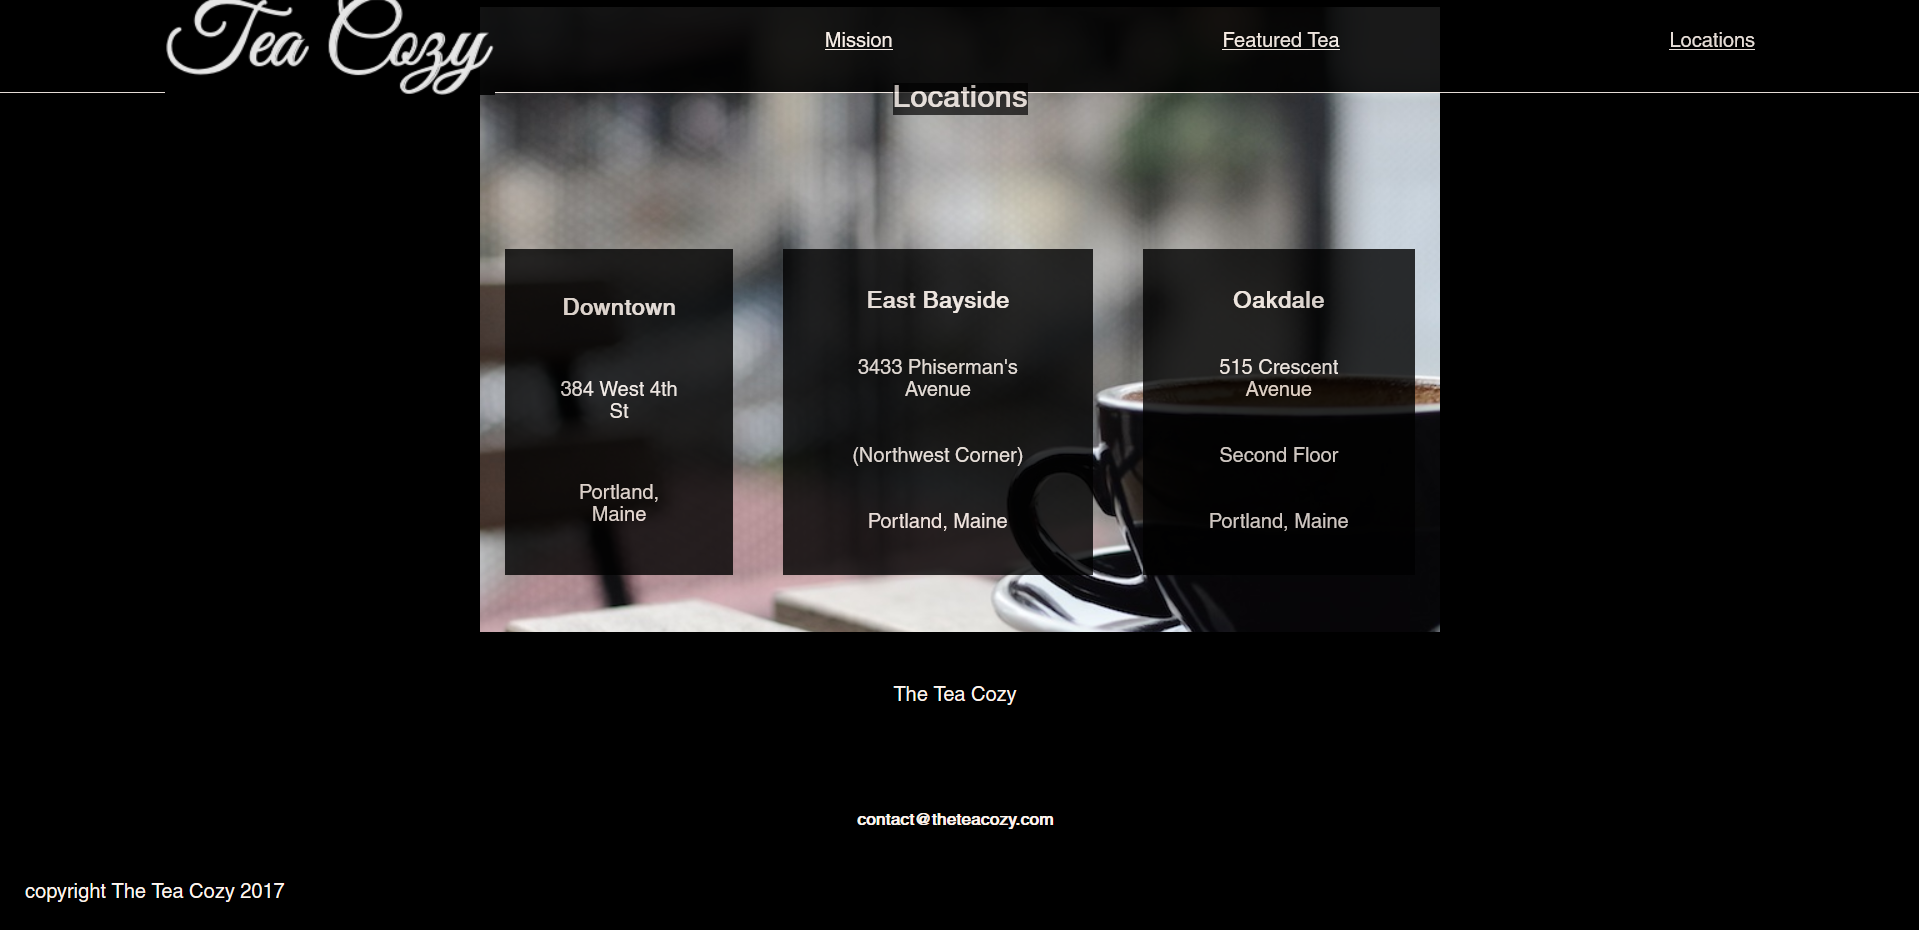 Tea Cozy
Mission
Featured Tea
Locations
Locations
Downtown
384 West 4th
St
Portland,
Maine
East Bayside
3433 Phiserman's
Avenue
(Northwest Corner)
Portland, Maine
Oakdale
515 Crescent
Avenue
Second Floor
Portland, Maine
The Tea Cozy
contact@theteacozy.com
copyright The Tea Cozy 2017